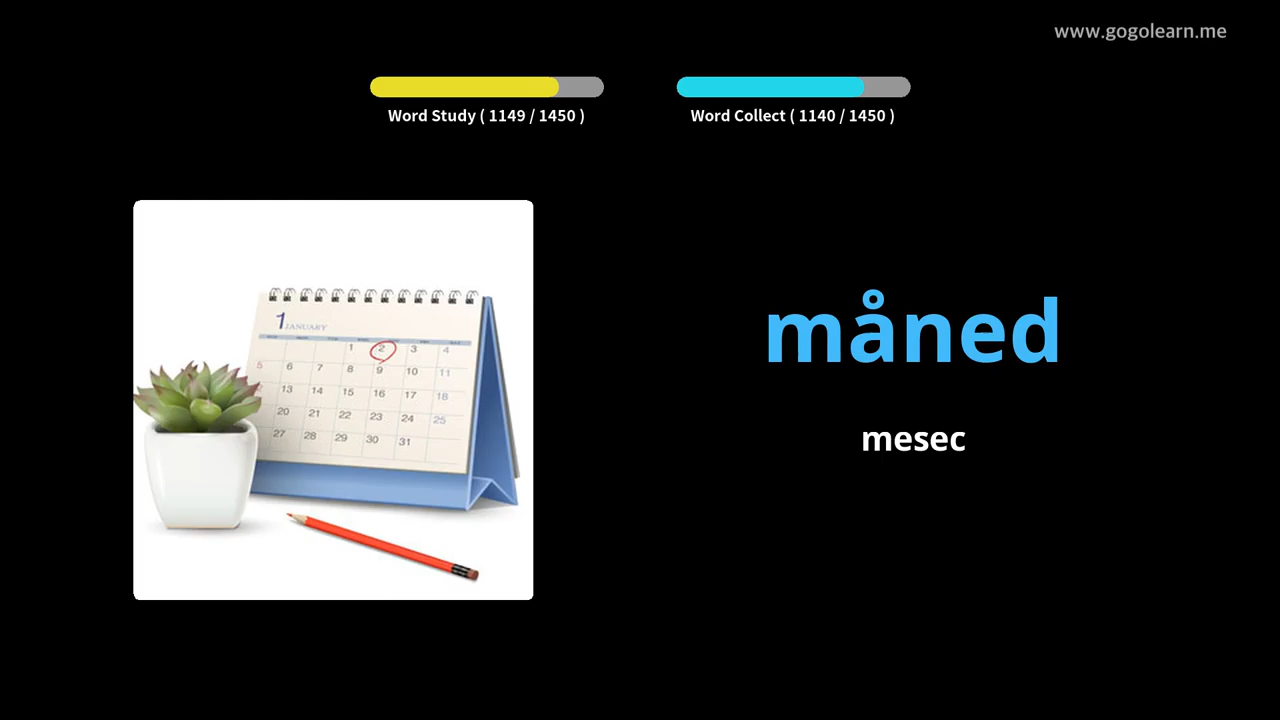 www.gogolearn.me
Word Study ( 1149 / 1450 )
Word Collect ( 1140 / 1450 )
1 JANUARY
1 2 3 4
5 6 7 8 9 10 11
13 14 15 16 17 18
20 21 22 23 24 25
27 28 29 30 31
måned
mesec